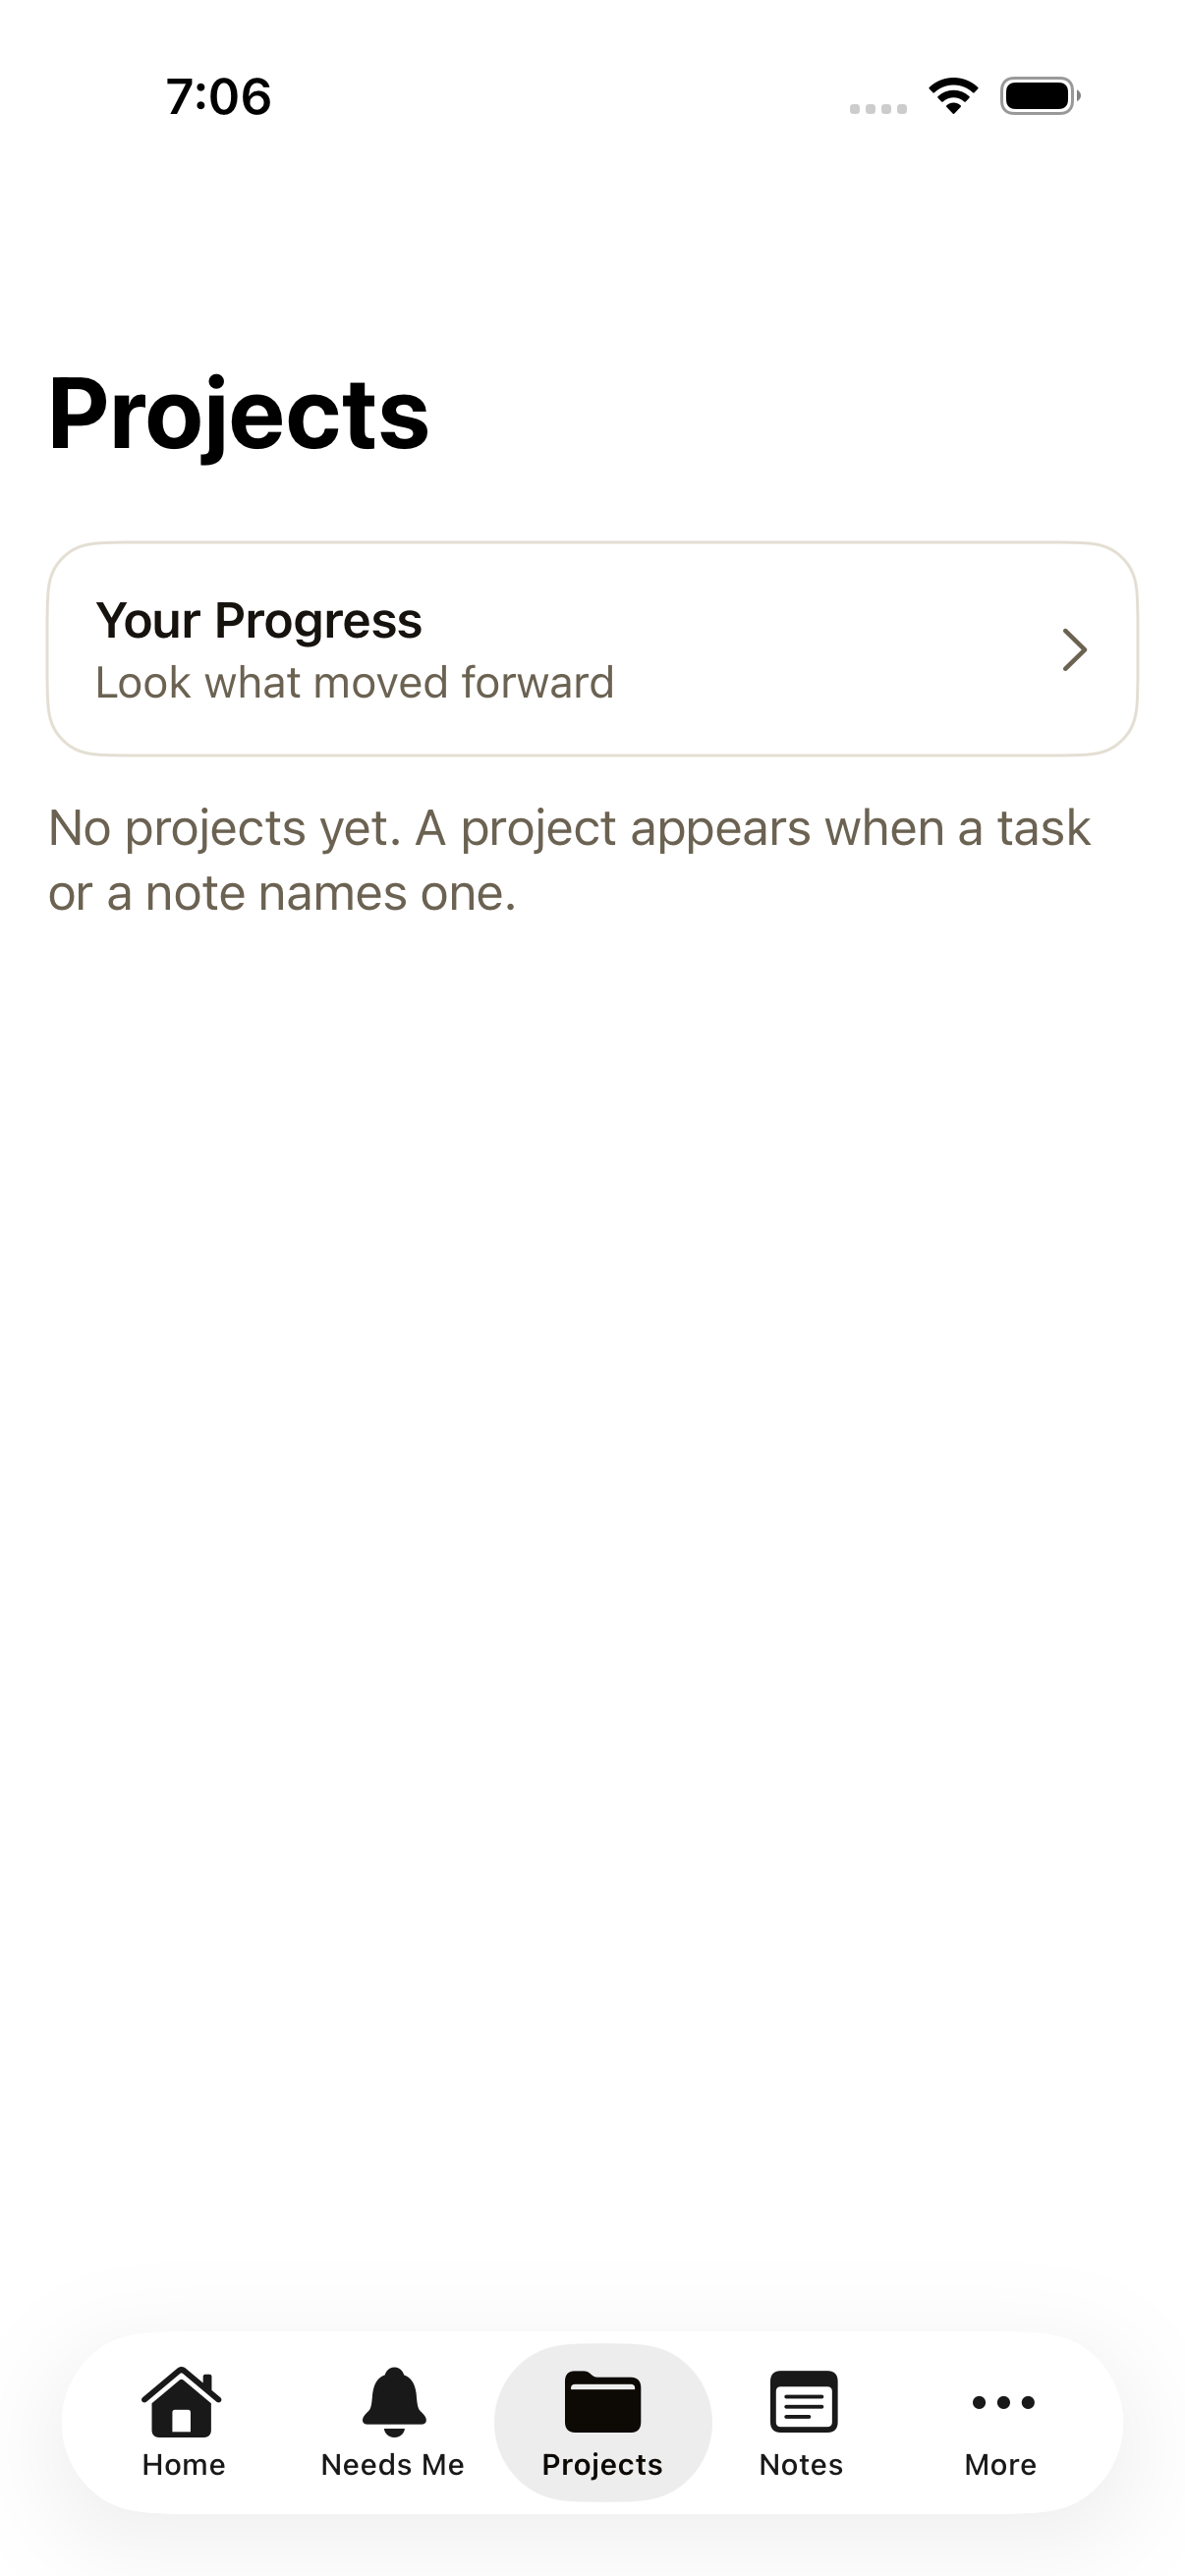 7:06
Projects
Your Progress
Look what moved forward
No projects yet. A project appears when a task
or a note names one.
Home
Needs Me
Projects
Notes
More